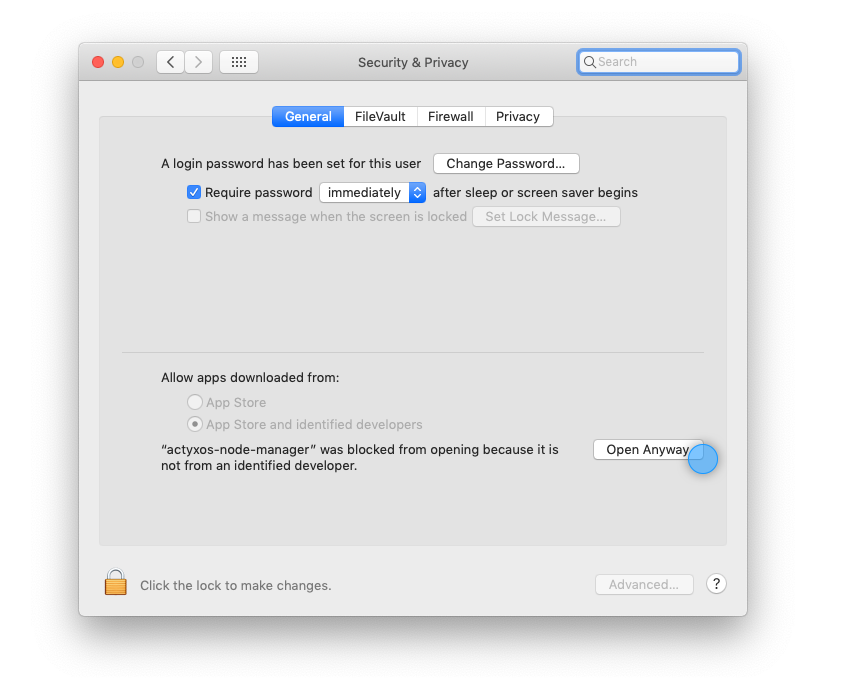 Security & Privacy
Search
General
FileVault
Firewall
Privacy
A login password has been set for this user
Change Password...
Require password
immediately
after sleep or screen saver begins
Show a message when the screen is locked
Set Lock Message...
Allow apps downloaded from:
App Store
App Store and identified developers
“actyxos-node-manager” was blocked from opening because it is
not from an identified developer.
Open Anyway
Click the lock to make changes.
Advanced...
?